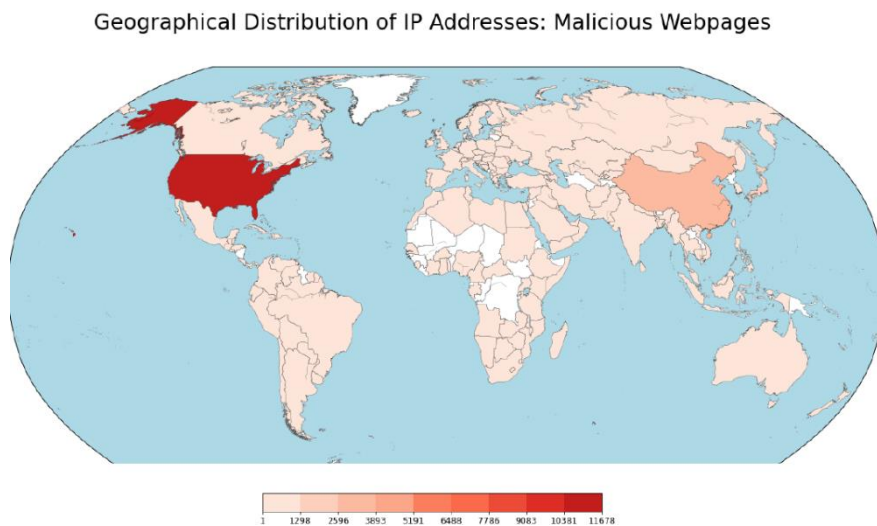 Geographical Distribution of IP Addresses: Malicious Webpages
1 1298 2596 3893 5191 6488 7786 9083 10381 11678